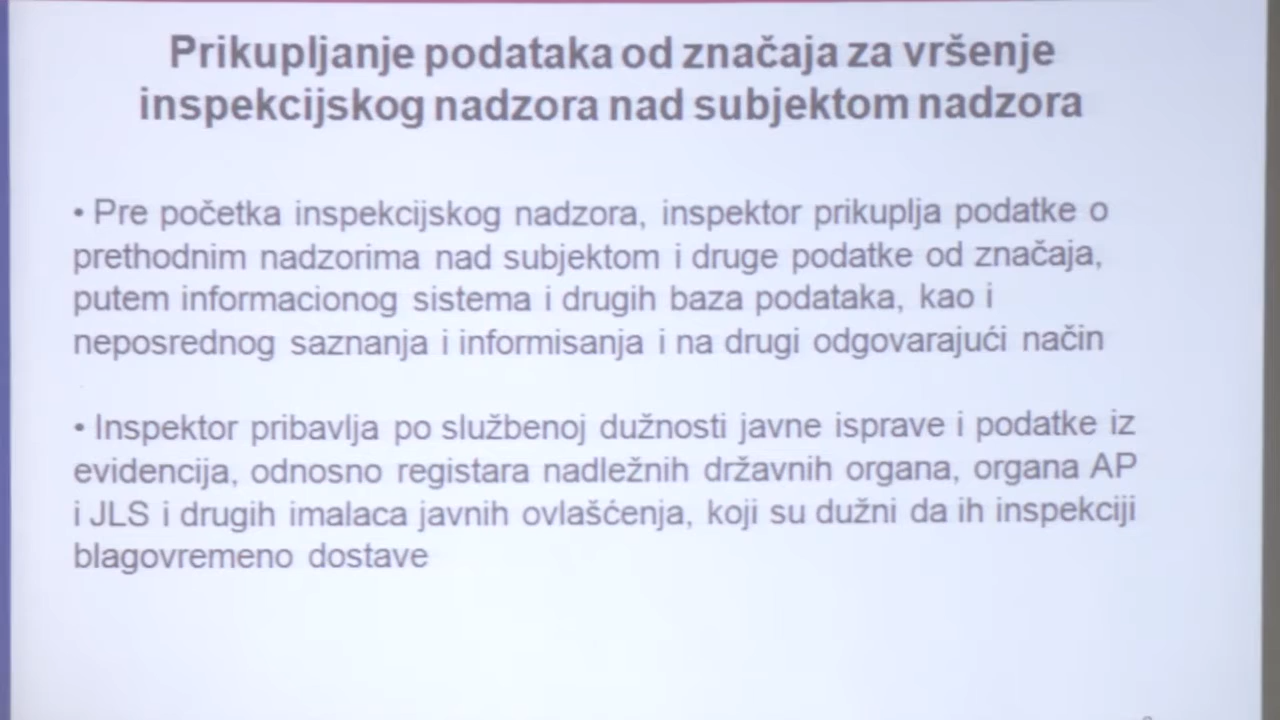 Prikupljanje podataka od značaja za vršenje
inspekcijskog nadzora nad subjektom nadzora
• Pre početka inspekcijskog nadzora, inspektor prikuplja podatke o
prethodnim nadzorima nad subjektom i druge podatke od značaja,
putem informacionog sistema i drugih baza podataka, kao i
neposrednog saznanja i informisanja i na drugi odgovarajući način
• Inspektor pribavlja po službenoj dužnosti javne isprave i podatke iz
evidencija, odnosno registara nadležnih državnih organa, organa AP
i JLS i drugih imalaca javnih ovlašćenja, koji su dužni da ih inspekciji
blagovremeno dostave